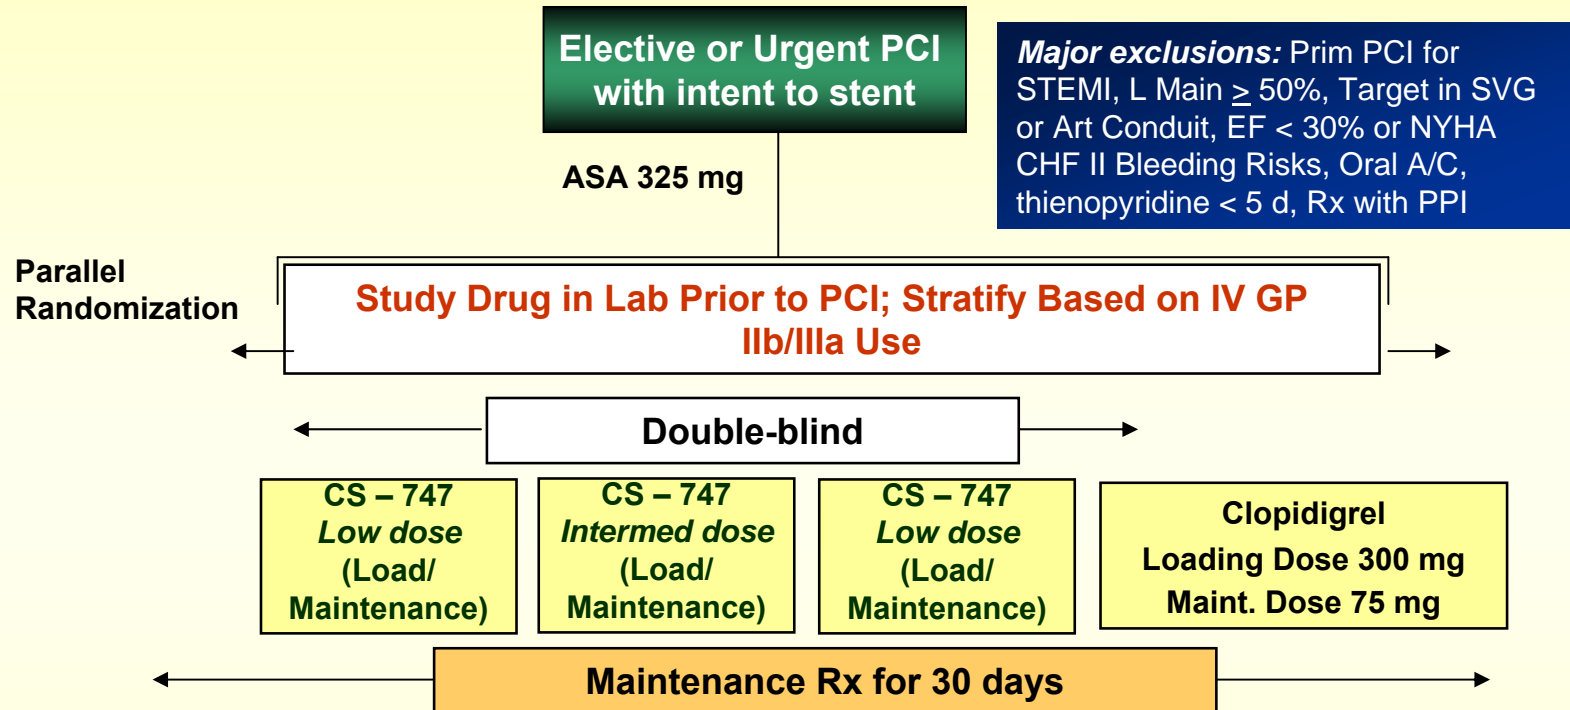 Elective or Urgent PCI
with intent to stent
Major exclusions: Prim PCI for
STEMI, L Main ≥ 50%, Target in SVG
or Art Conduit, EF < 30% or NYHA
CHF II Bleeding Risks, Oral A/C,
thienopyridine < 5 d, Rx with PPI
ASA 325 mg
Parallel
Randomization
Study Drug in Lab Prior to PCI; Stratify Based on IV GP
IIb/IIIa Use
Double-blind
CS – 747
Low dose
(Load/
Maintenance)
CS – 747
Intermed dose
(Load/
Maintenance)
CS – 747
Low dose
(Load/
Maintenance)
Clopidigrel
Loading Dose 300 mg
Maint. Dose 75 mg
Maintenance Rx for 30 days